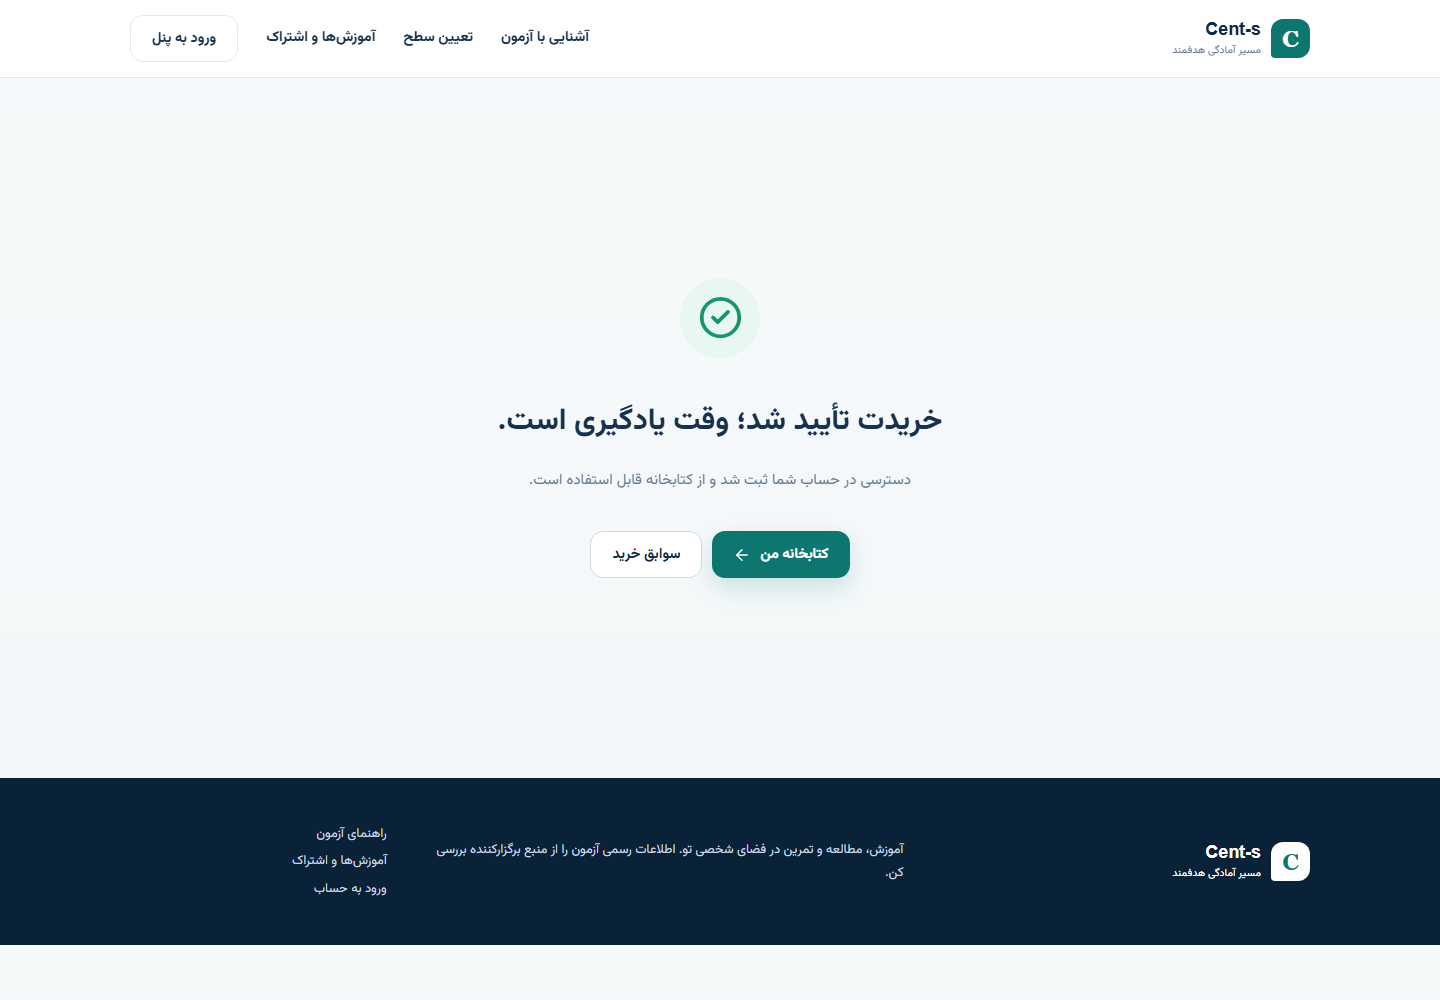 C
Cent-s
مسیر آمادگی هدفمند
آشنایی با آزمون
تعیین سطح
آموزش‌ها و اشتراک
ورود به پنل
خریدت تأیید شد؛ وقت یادگیری است.
دسترسی در حساب شما ثبت شد و از کتابخانه قابل استفاده است.
کتابخانه من
سوابق خرید
C
Cent-s
مسیر آمادگی هدفمند
آموزش، مطالعه و تمرین در فضای شخصی تو. اطلاعات رسمی آزمون را از منبع برگزارکننده بررسی
کن.
راهنمای آزمون
آموزش‌ها و اشتراک
ورود به حساب